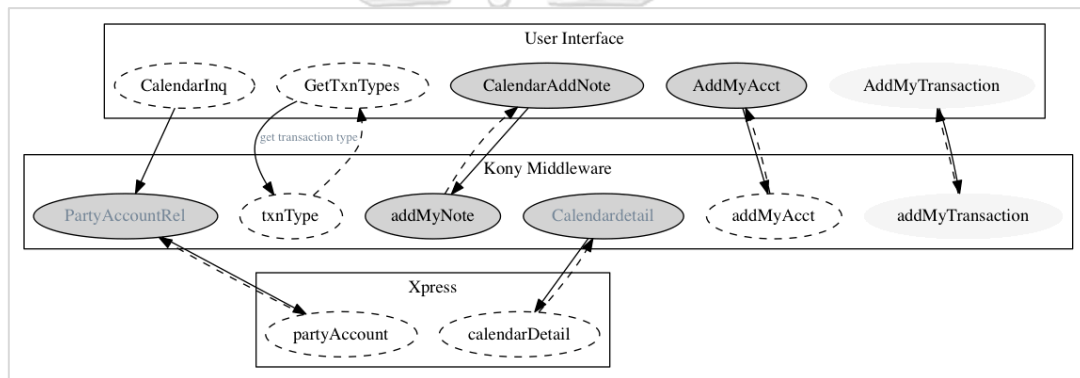 User Interface
CalendarInq
GetTxnTypes
CalendarAddNote
AddMyAcct
AddMyTransaction
get transaction type
Kony Middleware
PartyAccountRel
txnType
addMyNote
Calendardetail
addMyAcct
addMyTransaction
Xpress
partyAccount
calendarDetail